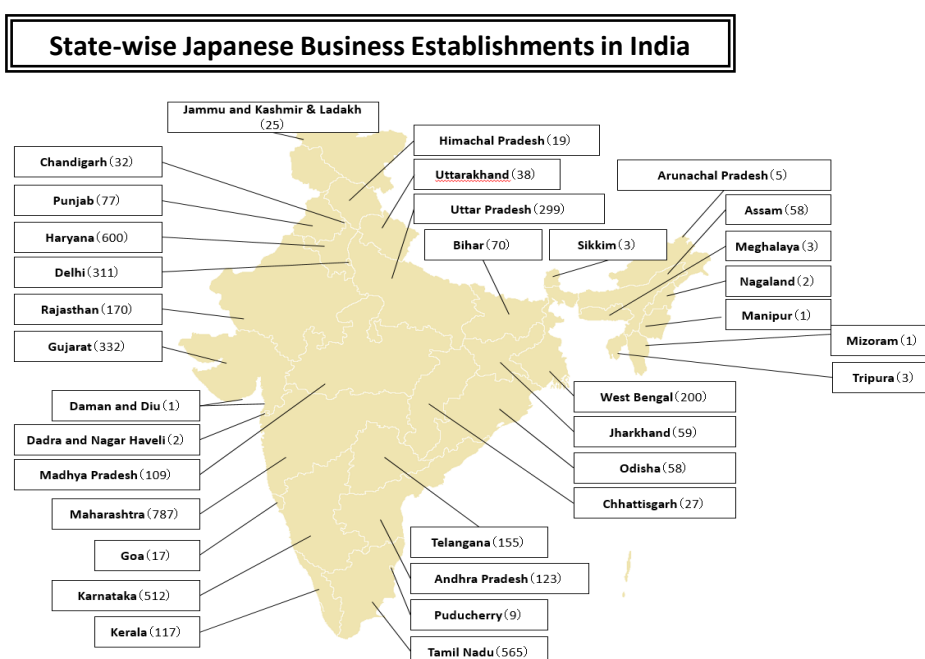 State-wise Japanese Business Establishments in India
Jammu and Kashmir & Ladakh
(25)
Chandigarh(32)
Punjab(77)
Haryana(600)
Delhi(311)
Rajasthan(170)
Gujarat(332)
Daman and Diu(1)
Dadra and Nagar Haveli(2)
Madhya Pradesh(109)
Maharashtra(787)
Goa(17)
Karnataka(512)
Kerala(117)
Himachal Pradesh(19)
Uttarakhand(38)
Uttar Pradesh(299)
Bihar(70)
Sikkim(3)
Arunachal Pradesh(5)
Assam(58)
Meghalaya(3)
Nagaland(2)
Manipur(1)
Mizoram(1)
Tripura(3)
West Bengal(200)
Jharkhand(59)
Odisha(58)
Chhattisgarh(27)
Telangana(155)
Andhra Pradesh(123)
Puducherry(9)
Tamil Nadu(565)